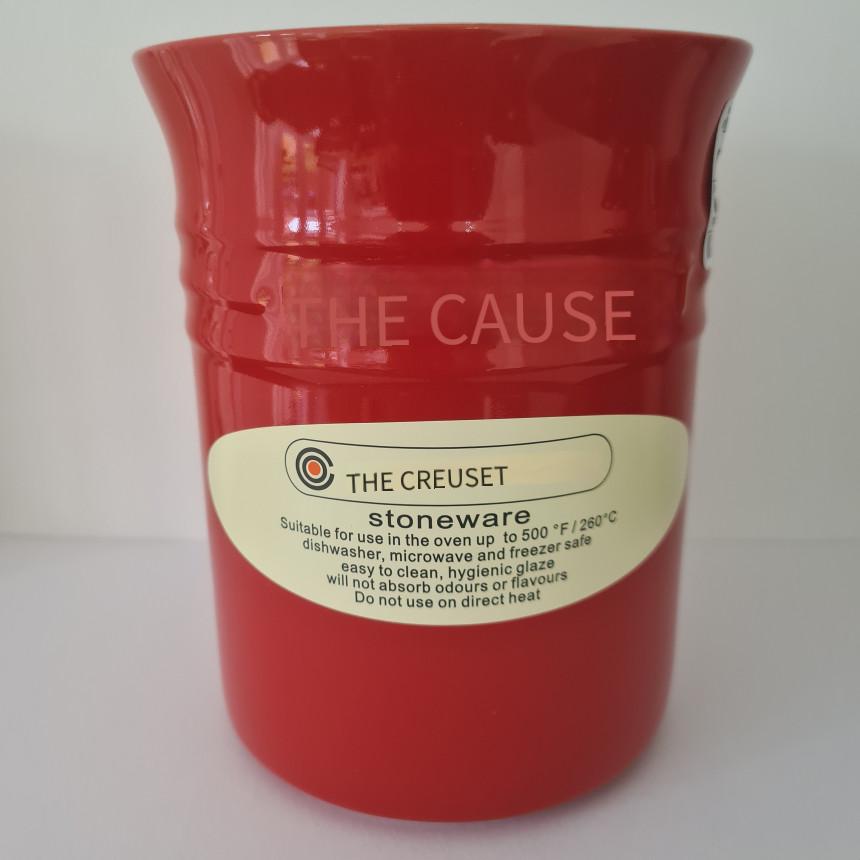 THE CAUSE
THE CREUSET
stoneware
Suitable for use in the oven up to 500 °F / 260°C
dishwasher, microwave and freezer safe
easy to clean, hygienic glaze
will not absorb odours or flavours
Do not use on direct heat